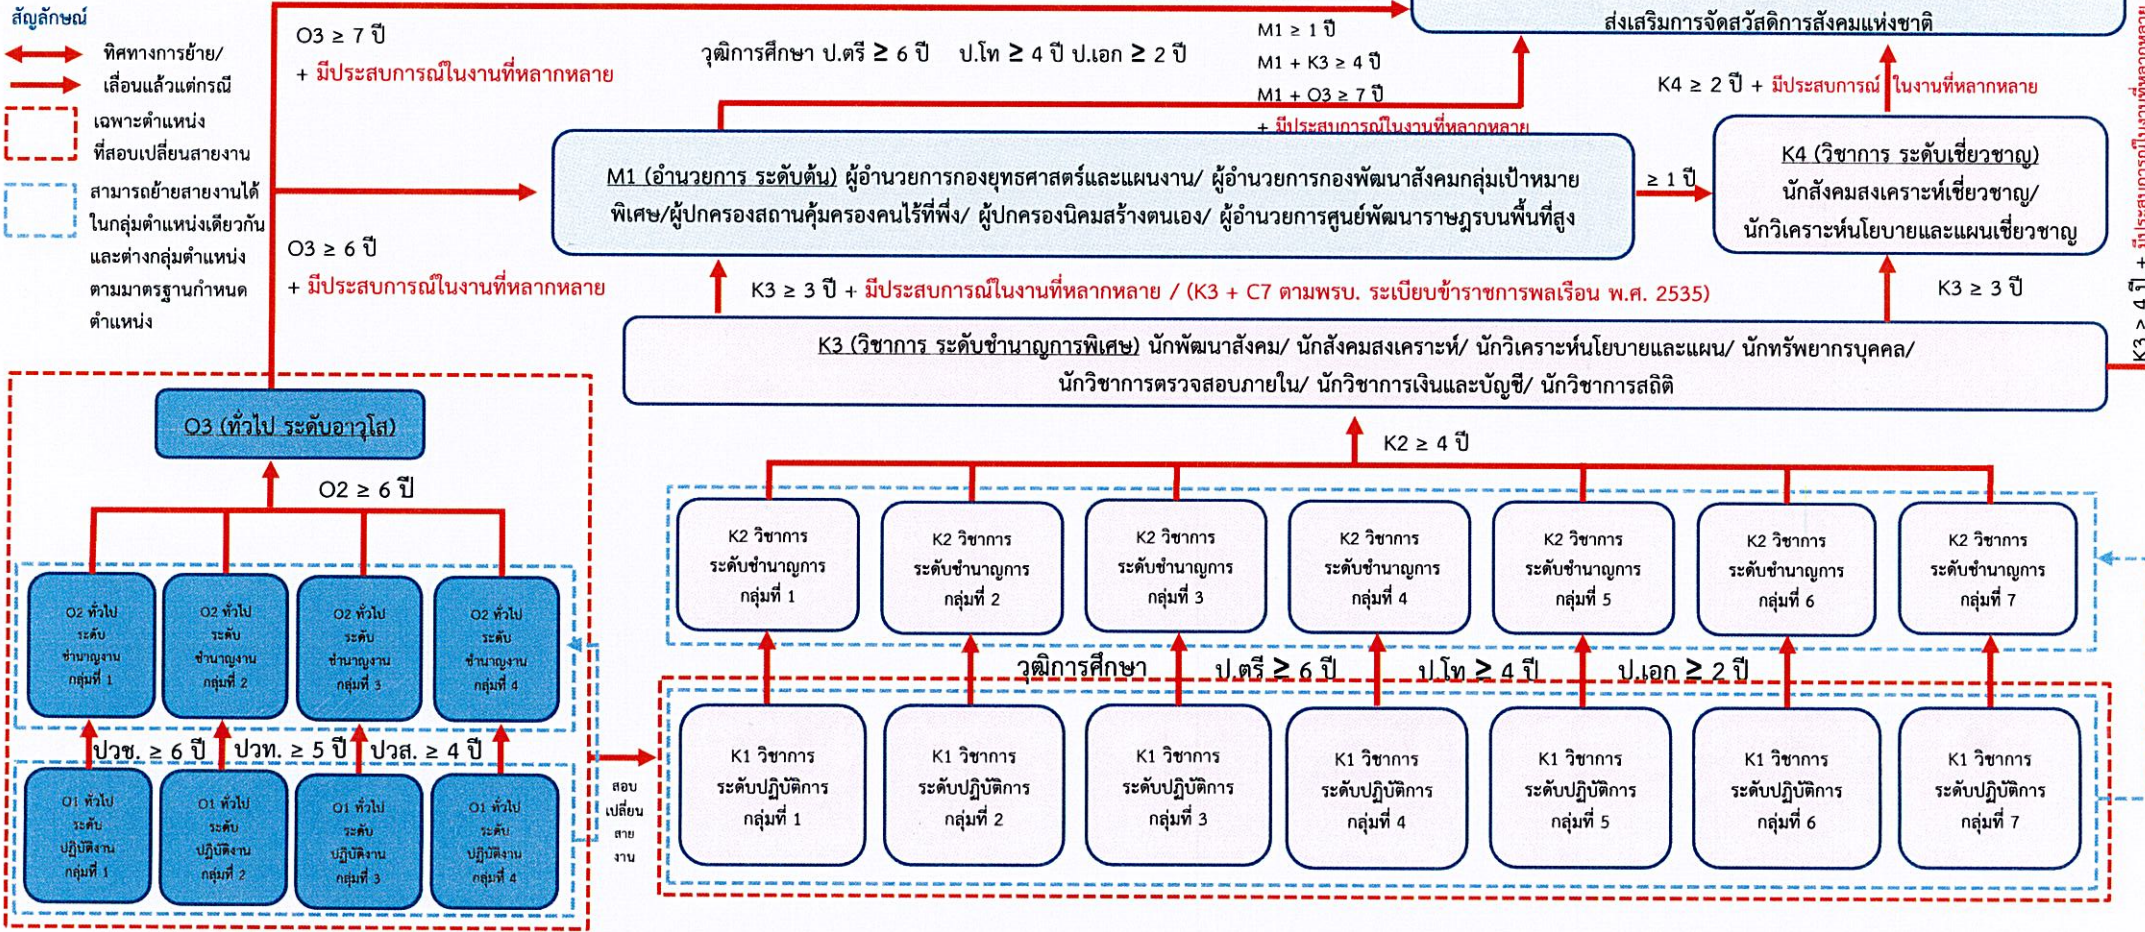 ส่งเสริมการจัดสวัสดิการสังคมแห่งชาติ
สัญลักษณ์
ทิศทางการย้าย/
เลื่อนแล้วแต่กรณี
เฉพาะตำแหน่ง
ที่สอบเปลี่ยนสายงาน
สามารถย้ายสายงานได้
ในกลุ่มตำแหน่งเดียวกัน
และต่างกลุ่มตำแหน่ง
ตามมาตรฐานกำหนด
ตำแหน่ง
O3 ≥ 7 ปี
+ มีประสบการณ์ในงานที่หลากหลาย
วุฒิการศึกษา ป.ตรี ≥ 6 ปี ป.โท ≥ 4 ปี ป.เอก ≥ 2 ปี
M1 ≥ 1 ปี
M1 + K3 ≥ 4 ปี
M1 + O3 ≥ 7 ปี
+ มีประสบการณ์ในงานที่หลากหลาย
K4 ≥ 2 ปี + มีประสบการณ์ ในงานที่หลากหลาย
K3 ≥ 4 ปี + มีประสบการณ์ในงานที่หลากหลาย
M1 (อำนวยการ ระดับต้น) ผู้อำนวยการกองยุทธศาสตร์และแผนงาน/ ผู้อำนวยการกองพัฒนาสังคมกลุ่มเป้าหมาย
พิเศษ/ผู้ปกครองสถานคุ้มครองคนไร้ที่พึ่ง/ ผู้ปกครองนิคมสร้างตนเอง/ ผู้อำนวยการศูนย์พัฒนาราษฎรบนพื้นที่สูง
≥ 1 ปี
K4 (วิชาการ ระดับเชี่ยวชาญ)
นักสังคมสงเคราะห์เชี่ยวชาญ/
นักวิเคราะห์นโยบายและแผนเชี่ยวชาญ
O3 ≥ 6 ปี
+ มีประสบการณ์ในงานที่หลากหลาย
K3 ≥ 3 ปี + มีประสบการณ์ในงานที่หลากหลาย / (K3 + C7 ตามพรบ. ระเบียบข้าราชการพลเรือน พ.ศ. 2535)
K3 ≥ 3 ปี
K3 (วิชาการ ระดับชำนาญการพิเศษ) นักพัฒนาสังคม/ นักสังคมสงเคราะห์/ นักวิเคราะห์นโยบายและแผน/ นักทรัพยากรบุคคล/
นักวิชาการตรวจสอบภายใน/ นักวิชาการเงินและบัญชี/ นักวิชาการสถิติ
O3 (ทั่วไป ระดับอาวุโส)
O2 ≥ 6 ปี
K2 ≥ 4 ปี
O2 ทั่วไป
ระดับ
ชำนาญงาน
กลุ่มที่ 1
O2 ทั่วไป
ระดับ
ชำนาญงาน
กลุ่มที่ 2
O2 ทั่วไป
ระดับ
ชำนาญงาน
กลุ่มที่ 3
O2 ทั่วไป
ระดับ
ชำนาญงาน
กลุ่มที่ 4
K2 วิชาการ
ระดับชำนาญการ
กลุ่มที่ 1
K2 วิชาการ
ระดับชำนาญการ
กลุ่มที่ 2
K2 วิชาการ
ระดับชำนาญการ
กลุ่มที่ 3
K2 วิชาการ
ระดับชำนาญการ
กลุ่มที่ 4
K2 วิชาการ
ระดับชำนาญการ
กลุ่มที่ 5
K2 วิชาการ
ระดับชำนาญการ
กลุ่มที่ 6
K2 วิชาการ
ระดับชำนาญการ
กลุ่มที่ 7
วุฒิการศึกษา ป.ตรี ≥ 6 ปี ป.โท ≥ 4 ปี ป.เอก ≥ 2 ปี
ปวช. ≥ 6 ปี ปวท. ≥ 5 ปี ปวส. ≥ 4 ปี
O1 ทั่วไป
ระดับ
ปฏิบัติงาน
กลุ่มที่ 1
O1 ทั่วไป
ระดับ
ปฏิบัติงาน
กลุ่มที่ 2
O1 ทั่วไป
ระดับ
ปฏิบัติงาน
กลุ่มที่ 3
O1 ทั่วไป
ระดับ
ปฏิบัติงาน
กลุ่มที่ 4
สอบ
เปลี่ยน
สาย
งาน
K1 วิชาการ
ระดับปฏิบัติการ
กลุ่มที่ 1
K1 วิชาการ
ระดับปฏิบัติการ
กลุ่มที่ 2
K1 วิชาการ
ระดับปฏิบัติการ
กลุ่มที่ 3
K1 วิชาการ
ระดับปฏิบัติการ
กลุ่มที่ 4
K1 วิชาการ
ระดับปฏิบัติการ
กลุ่มที่ 5
K1 วิชาการ
ระดับปฏิบัติการ
กลุ่มที่ 6
K1 วิชาการ
ระดับปฏิบัติการ
กลุ่มที่ 7